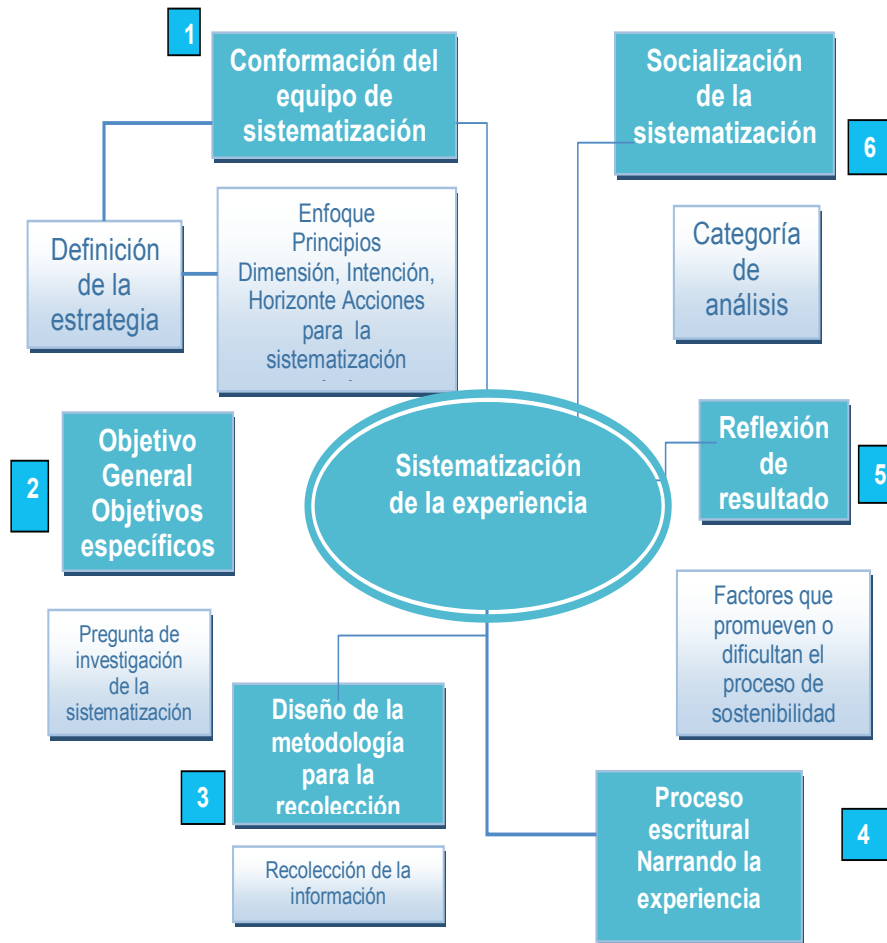 1
Conformación del
equipo de
sistematización
Definición
de la
estrategia
Enfoque
Principios
Dimensión, Intención,
Horizonte Acciones
para la
sistematización
2
Objetivo
General
Objetivos
específicos
Pregunta de
investigación
de la
sistematización
3
Diseño de la
metodología
para la
recolección
Recolección de la
información
Sistematización
de la experiencia
Proceso
escritural
Narrando la
experiencia
4
Reflexión
de
resultado
5
Factores que
promueven o
dificultan el
proceso de
sostenibilidad
Socialización
de la
sistematización
6
Categoría
de
análisis